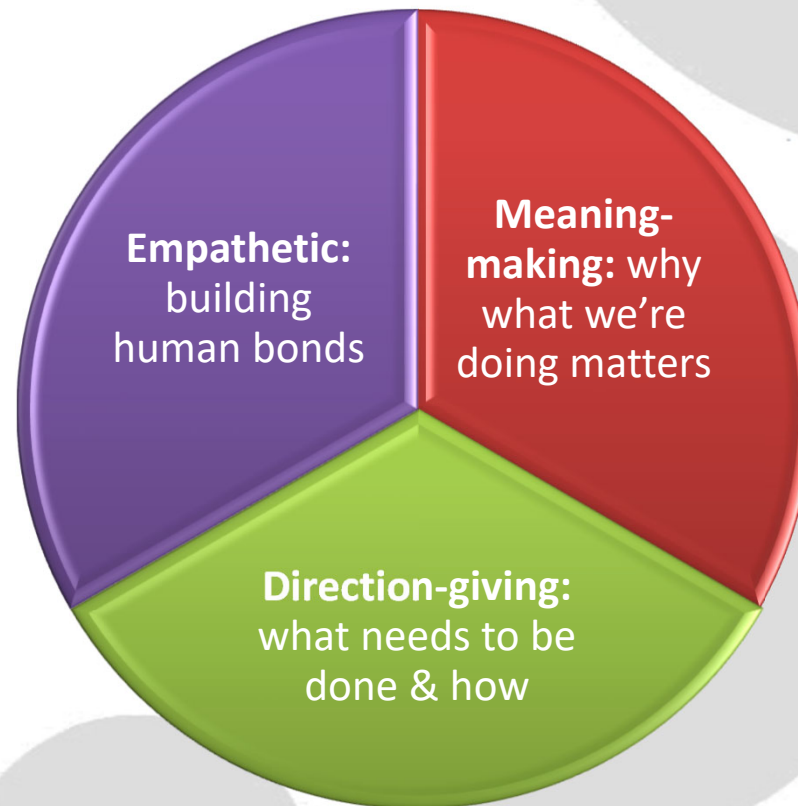 Empathetic:
building
human bonds
Meaning-
making: why
what we’re
doing matters
Direction-giving:
what needs to be
done & how